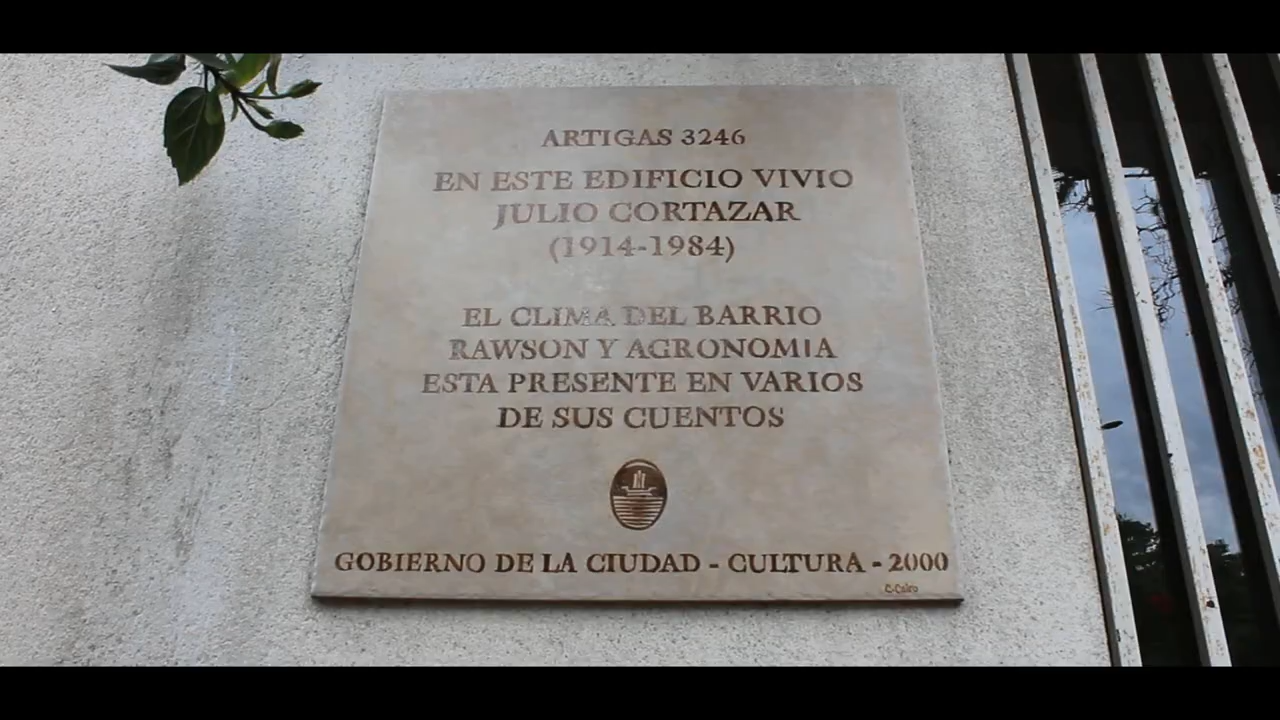 ARTIGAS 3246
EN ESTE EDIFICIO VIVIO
JULIO CORTAZAR
(1914-1984)
EL CLIMA DEL BARRIO
RAWSON Y AGRONOMIA
ESTA PRESENTE EN VARIOS
DE SUS CUENTOS
GOBIERNO DE LA CIUDAD - CULTURA - 2000